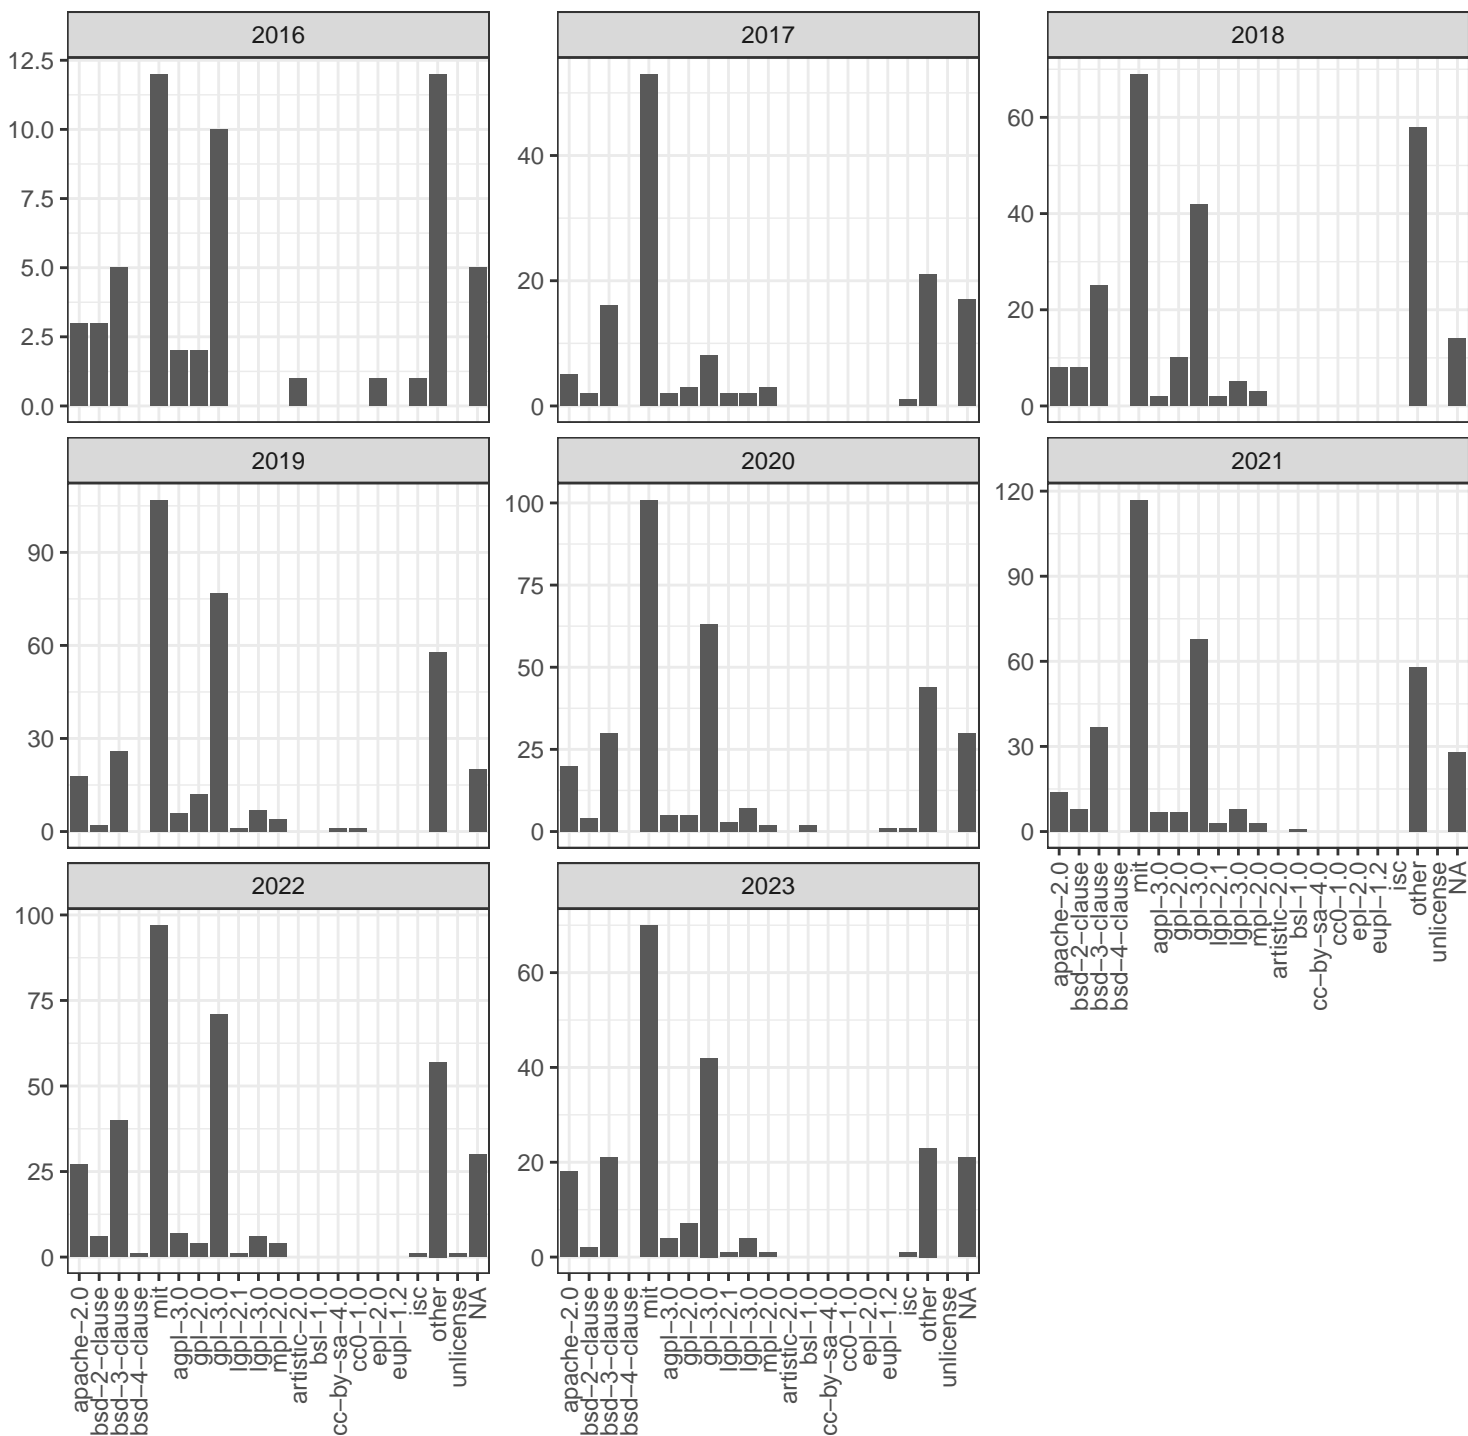 2016
12.5
10.0
7.5
5.0
2.5
0.0
2017
40
20
0
2018
60
40
20
0
2019
90
60
30
0
2020
100
75
50
25
0
2021
120
90
60
30
0
apache−2.0
bsd−2−clause
bsd−3−clause
bsd−4−clause
mit
agpl−3.0
gpl−2.0
gpl−3.0
lgpl−2.1
lgpl−3.0
mpl−2.0
artistic−2.0
bsl−1.0
cc−by−sa−4.0
cc0−1.0
epl−2.0
eupl−1.2
isc
other
unlicense
NA
2022
100
75
50
25
0
apache−2.0
bsd−2−clause
bsd−3−clause
bsd−4−clause
mit
agpl−3.0
gpl−2.0
gpl−3.0
lgpl−2.1
lgpl−3.0
mpl−2.0
artistic−2.0
bsl−1.0
cc−by−sa−4.0
cc0−1.0
epl−2.0
eupl−1.2
isc
other
unlicense
NA
2023
60
40
20
0
apache−2.0
bsd−2−clause
bsd−3−clause
bsd−4−clause
mit
agpl−3.0
gpl−2.0
gpl−3.0
lgpl−2.1
lgpl−3.0
mpl−2.0
artistic−2.0
bsl−1.0
cc−by−sa−4.0
cc0−1.0
epl−2.0
eupl−1.2
isc
other
unlicense
NA